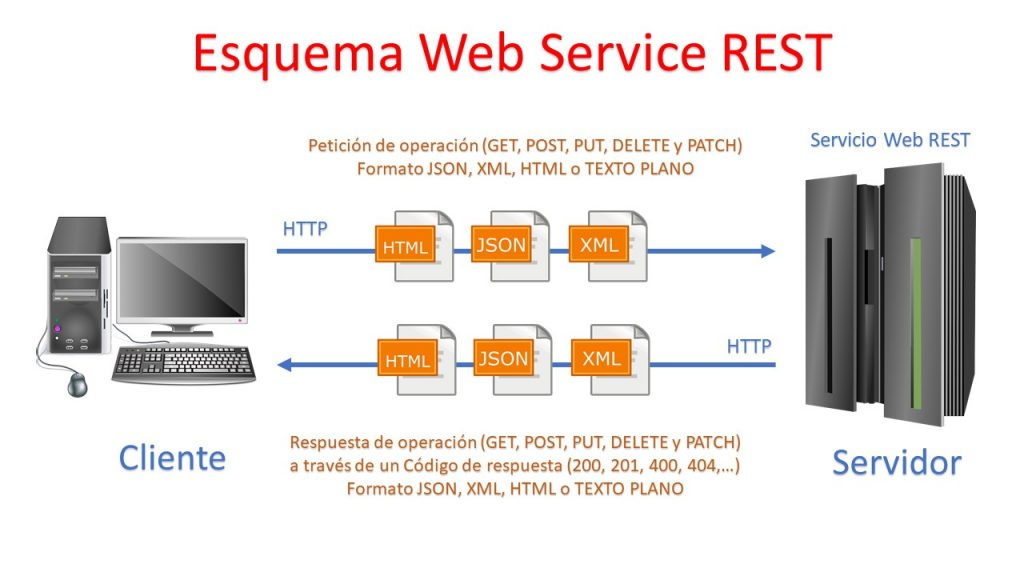 Esquema Web Service REST
Petición de operación (GET, POST, PUT, DELETE y PATCH)
Formato JSON, XML, HTML o TEXTO PLANO
Servicio Web REST
HTTP
HTML
JSON
XML
HTML
JSON
XML
HTTP
Cliente
Respuesta de operación (GET, POST, PUT, DELETE y PATCH)
a través de un Código de respuesta (200, 201, 400, 404,...)
Formato JSON, XML, HTML o TEXTO PLANO
Servidor